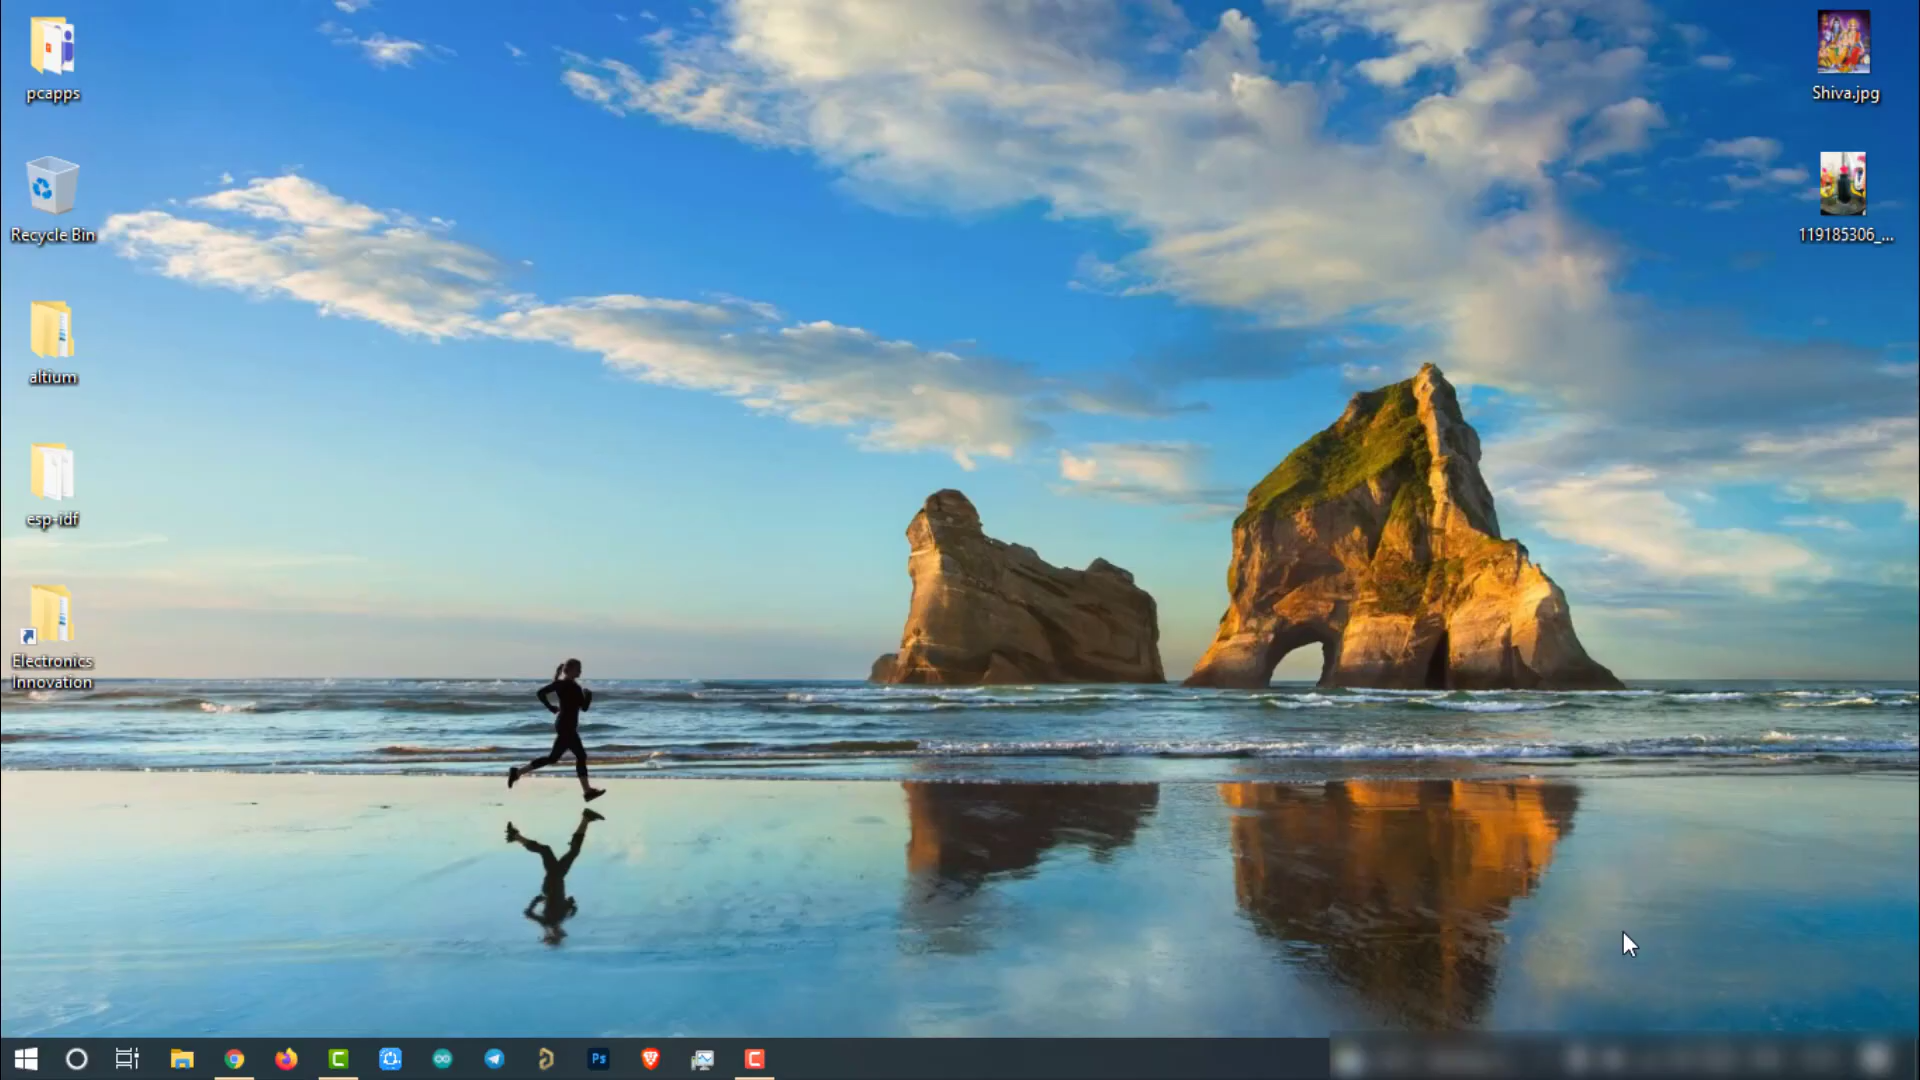 pcapps
Recycle Bin
altium
esp-idf
Electronics
Innovation
Shiva.jpg
119185306_...
Ps